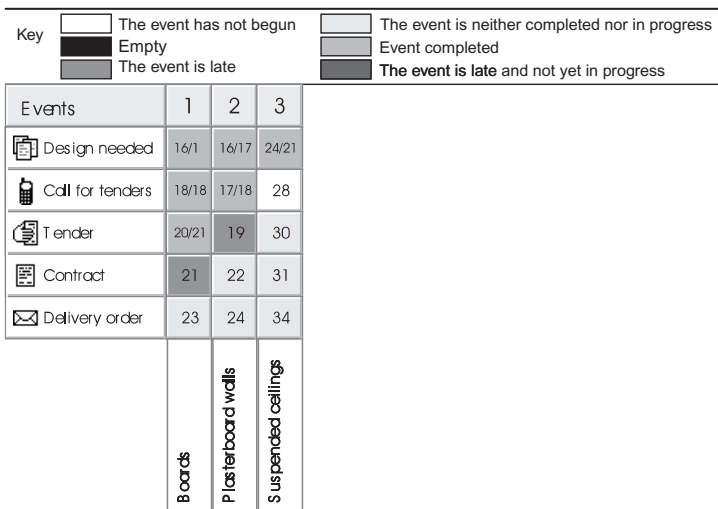 Key
The event has not begun
The event is neither completed nor in progress
Empty
Event completed
The event is late
The event is late and not yet in progress
Events 1 2 3
Design needed 16/1 16/17 24/21
Call for tenders 18/18 17/18 28
Tender 20/21 19 30
Contract 21 22 31
Delivery order 23 24 34
Boards
Plasterboard walls
Suspended ceilings